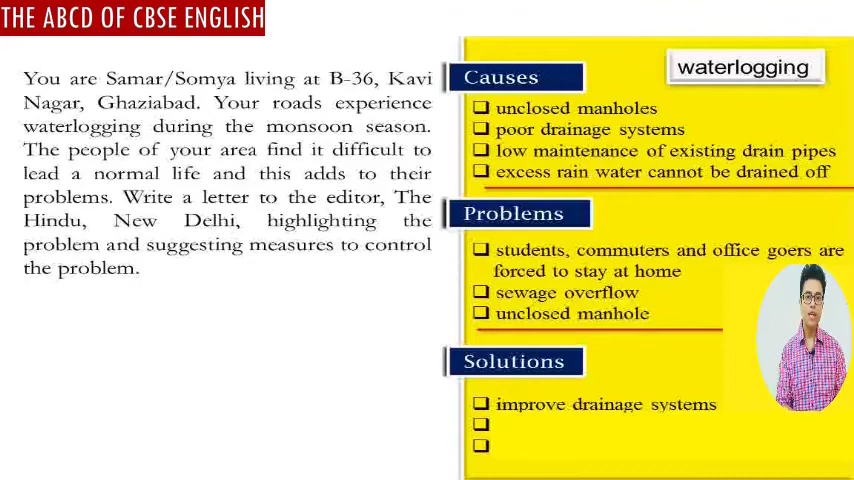 THE ABCD OF CBSE ENGLISH
You are Samar/Somya living at B-36, Kavi
Nagar, Ghaziabad. Your roads experience
waterlogging during the monsoon season.
The people of your area find it difficult to
lead a normal life and this adds to their
problems. Write a letter to the editor, The
Hindu, New Delhi, highlighting the
problem and suggesting measures to control
the problem.
waterlogging
Causes
unclosed manholes
poor drainage systems
low maintenance of existing drain pipes
excess rain water cannot be drained off
Problems
students, commuters and office goers are
forced to stay at home
sewage overflow
unclosed manhole
Solutions
improve drainage systems